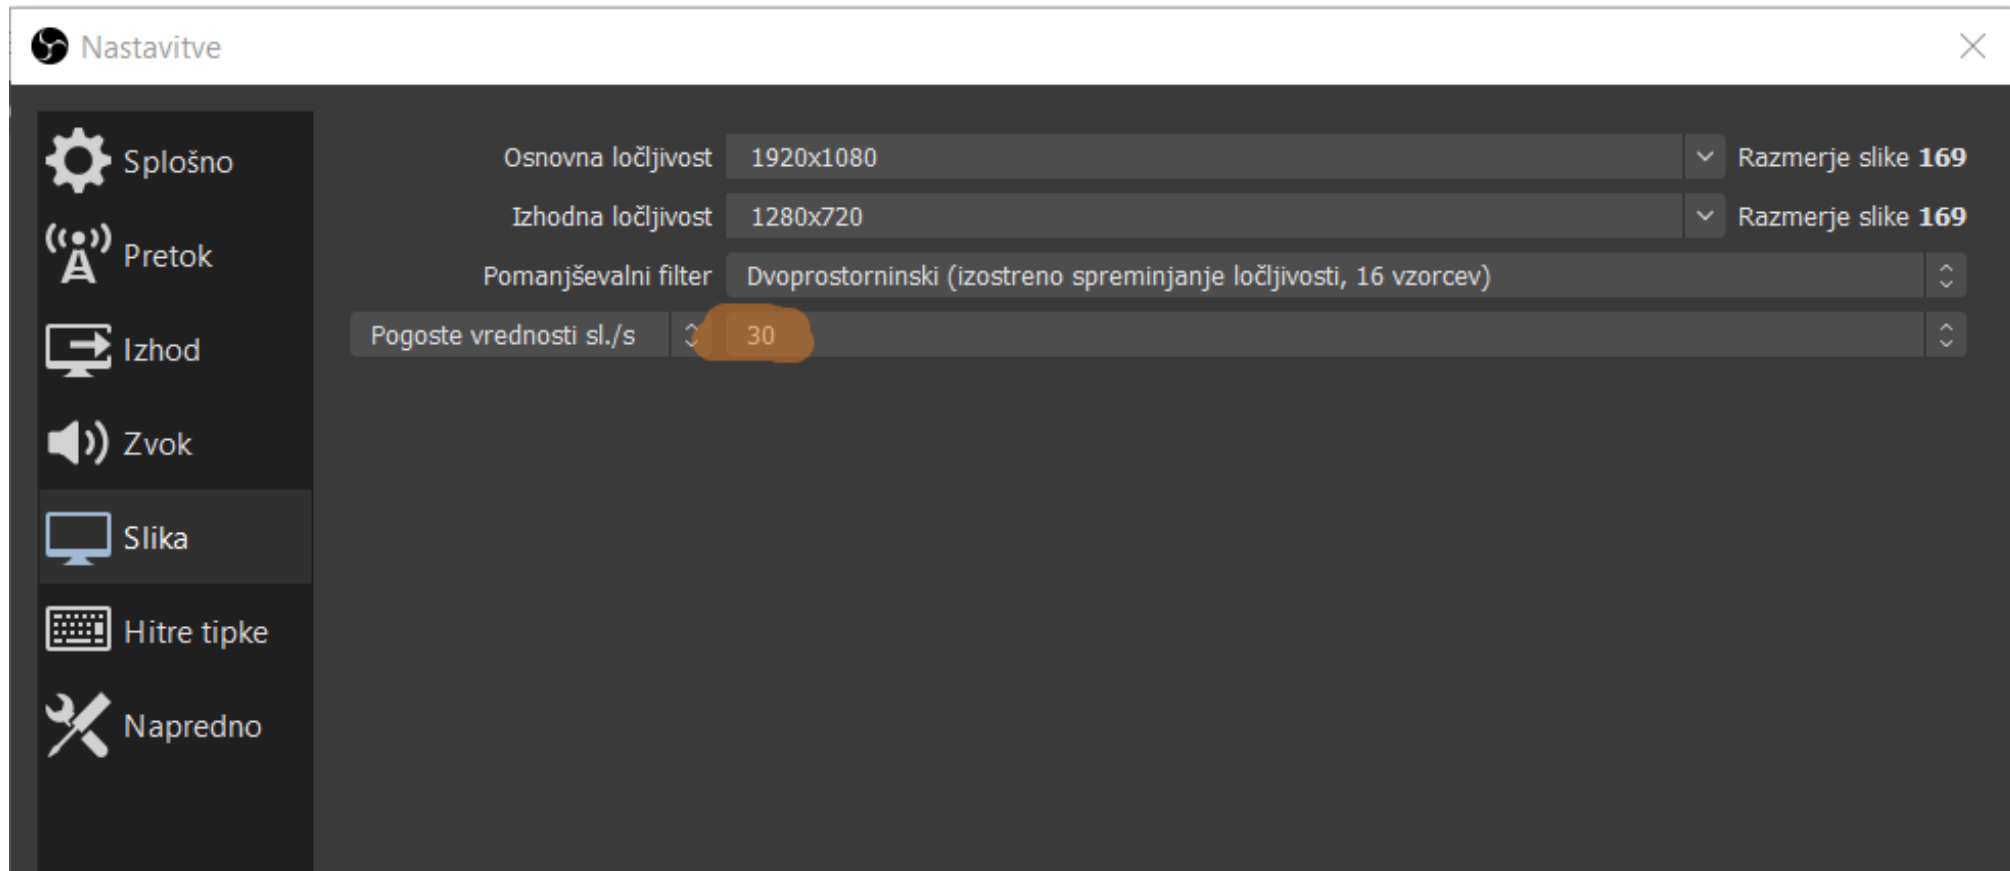 Nastavitve
Splošno
Pretok
Izhod
Zvok
Slika
Hitre tipke
Napredno
Osnovna ločljivost 1920x1080 Razmerje slike 169
Izhodna ločljivost 1280x720 Razmerje slike 169
Pomanjševalni filter Dvoprostorninski (izostreno spreminjanje ločljivosti, 16 vzorcev)
Pogoste vrednosti sl./s 30